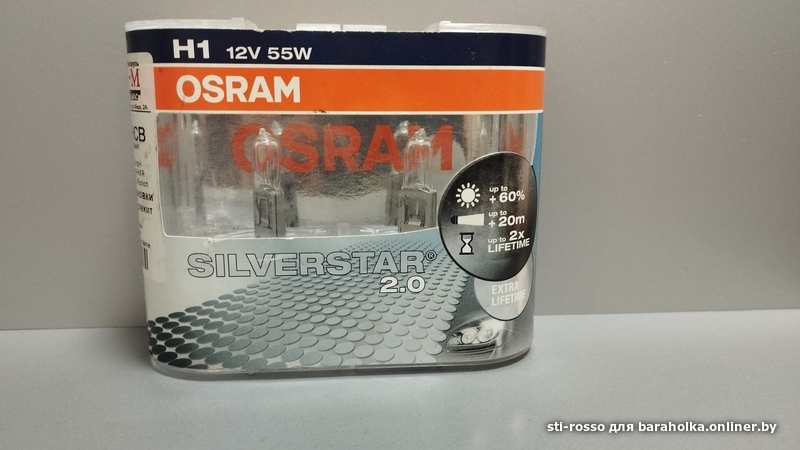 H1 12V 55W
OSRAM
OSRAM
up to
+ 60%
up to
+ 20m
up to 2x
LIFETIME
SILVERSTAR®
2.0
EXTRA
LIFETIME
sti-rosso для baraholka.onliner.by